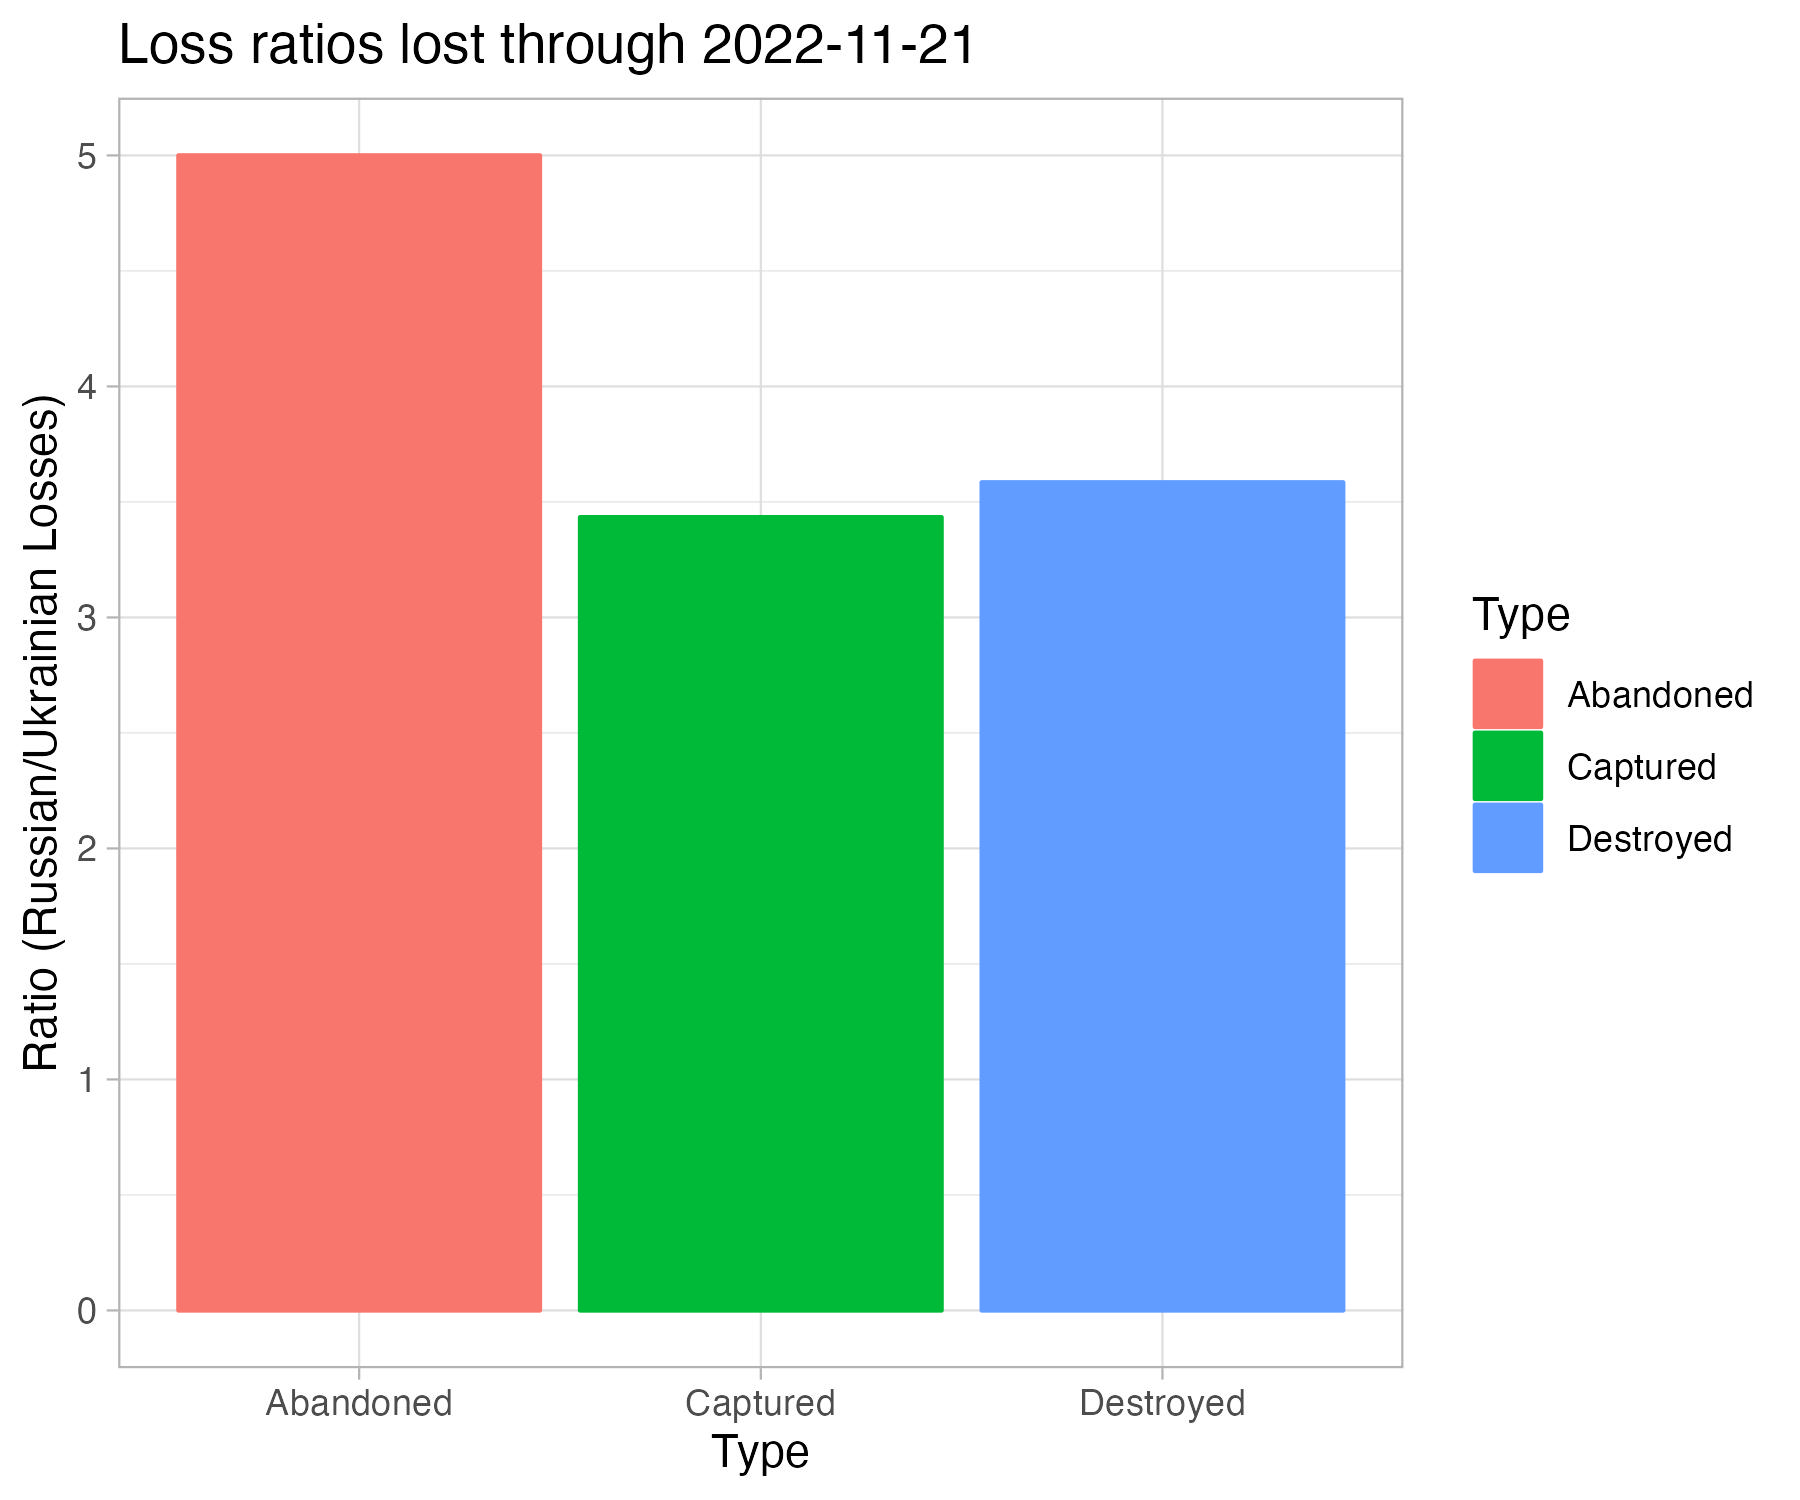 Loss ratios lost through 2022-11-21
Ratio (Russian/Ukrainian Losses)
5
4
3
2
1
0
Abandoned
Captured
Destroyed
Type
Type
Abandoned
Captured
Destroyed